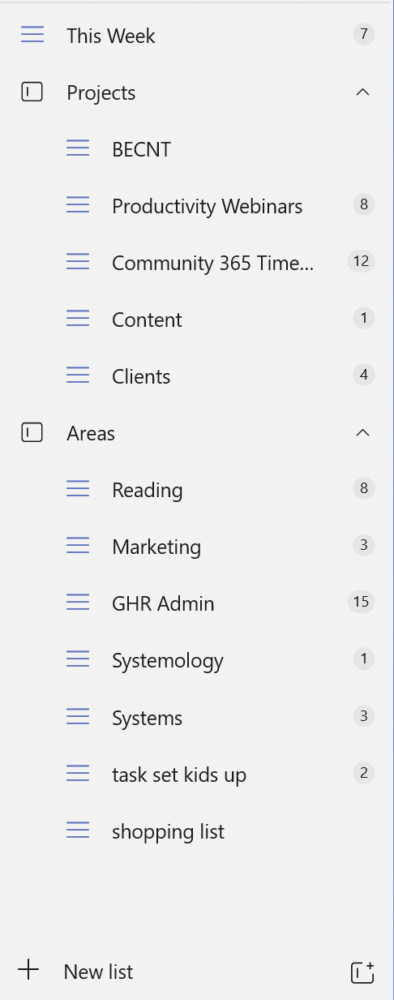 This Week 7
Projects
BECNT
Productivity Webinars 8
Community 365 Time... 12
Content 1
Clients 4
Areas
Reading 8
Marketing 3
GHR Admin 15
Systemology 1
Systems 3
task set kids up 2
shopping list
New list